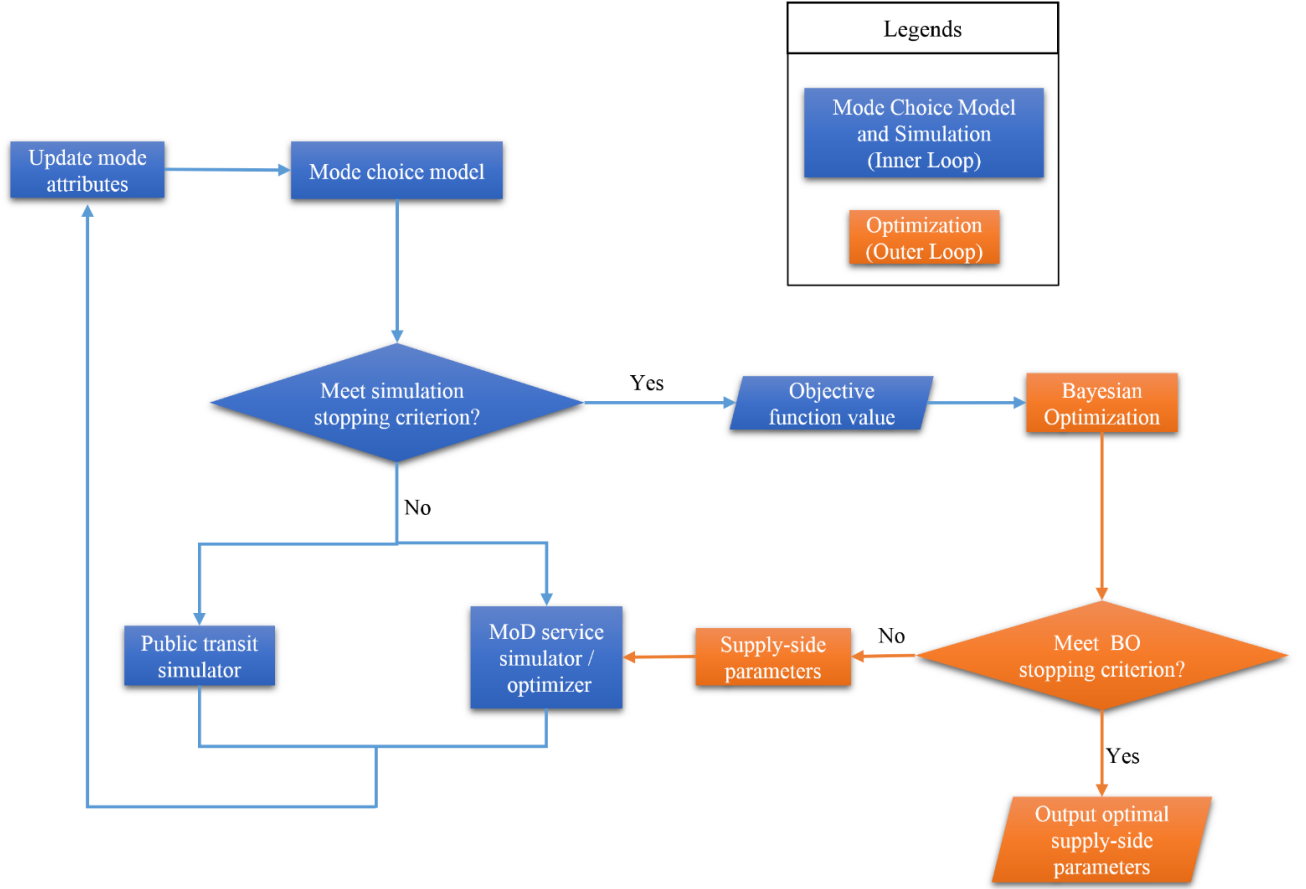 Legends
Mode Choice Model
and Simulation
(Inner Loop)
Optimization
(Outer Loop)
Update mode
attributes
Mode choice model
Meet simulation
stopping criterion?
Yes
Objective
function value
Bayesian
Optimization
No
Public transit
simulator
MoD service
simulator /
optimizer
Supply-side
parameters
No
Meet BO
stopping criterion?
Yes
Output optimal
supply-side
parameters